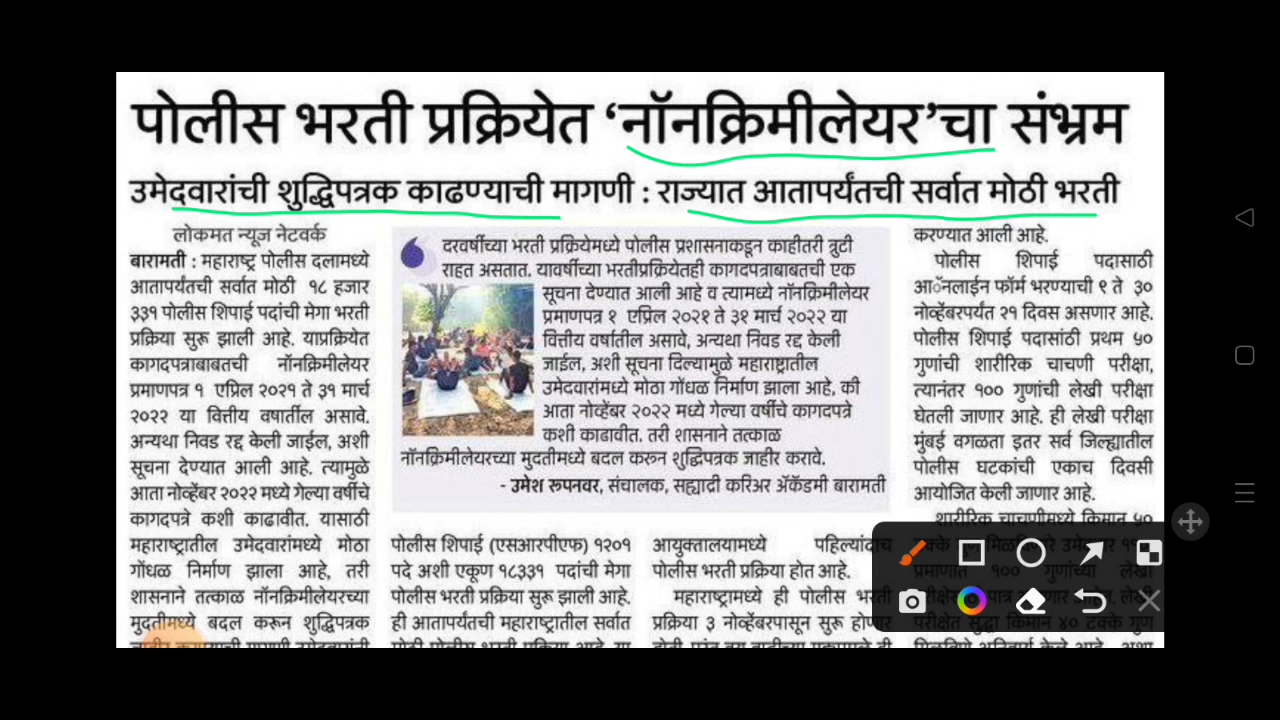 पोलीस भरती प्रक्रियेत ‘नॉनक्रिमीलेयर’चा संभ्रम
उमेदवारांची शुद्धिपत्रक काढण्याची मागणी : राज्यात आतापर्यंतची सर्वात मोठी भरती
लोकमत न्यूज नेटवर्क
बारामती : महाराष्ट्र पोलीस दलामध्ये
आतापर्यंतची सर्वात मोठी १८ हजार
३३१ पोलीस शिपाई पदांची मेगा भरती
प्रक्रिया सुरू झाली आहे. याप्रक्रियेत
कागदपत्राबाबतची नॉनक्रिमीलेयर
प्रमाणपत्र १ एप्रिल २०२१ ते ३१ मार्च
२०२२ या वित्तीय वषार्तील असावे.
अन्यथा निवड रद्द केली जाईल, अशी
सूचना देण्यात आली आहे. त्यामुळे
आता नोव्हेंबर २०२२ मध्ये गेल्या वर्षीचे
कागदपत्रे कशी काढावीत. यासाठी
महाराष्ट्रातील उमेदवारांमध्ये मोठा
गोंधळ निर्माण झाला आहे, तरी
शासनाने तत्काळ नॉनक्रिमीलेयरच्या
मुदतीमध्ये बदल करून शुद्धिपत्रक
दरवर्षीच्या भरती प्रक्रियेमध्ये पोलीस प्रशासनाकडून काहीतरी त्रुटी
राहत असतात. यावर्षीच्या भरतीप्रक्रियेतही कागदपत्राबाबतची एक
सूचना देण्यात आली आहे व त्यामध्ये नॉनक्रिमीलेयर
प्रमाणपत्र १ एप्रिल २०२१ ते ३१ मार्च २०२२ या
वित्तीय वर्षातील असावे, अन्यथा निवड रद्द केली
जाईल, अशी सूचना दिल्यामुळे महाराष्ट्रातील
उमेदवारांमध्ये मोठा गोंधळ निर्माण झाला आहे, की
आता नोव्हेंबर २०२२ मध्ये गेल्या वर्षीचे कागदपत्रे
कशी काढावीत. तरी शासनाने तत्काळ
नॉनक्रिमीलेयरच्या मुदतीमध्ये बदल करून शुद्धिपत्रक जाहीर करावे.
- उमेश रूपनवर, संचालक, सह्याद्री करिअर ॲकॅडमी बारामती
पोलीस शिपाई (एसआरपीएफ) १२०१
पदे अशी एकूण १८३३१ पदांची मेगा
पोलीस भरती प्रक्रिया सुरू झाली आहे.
ही आतापर्यंतची महाराष्ट्रातील सर्वात
आयुक्तालयामध्ये पहिल्यांदाच
पोलीस भरती प्रक्रिया होत आहे.
महाराष्ट्रामध्ये ही पोलीस भरती
प्रक्रिया ३ नोव्हेंबरपासून सुरू होणार
करण्यात आली आहे.
पोलीस शिपाई पदासाठी
आॅनलाईन फॉर्म भरण्याची ९ ते ३०
नोव्हेंबरपर्यंत २१ दिवस असणार आहे.
पोलीस शिपाई पदासांठी प्रथम ५०
गुणांची शारीरिक चाचणी परीक्षा,
त्यानंतर १०० गुणांची लेखी परीक्षा
घेतली जाणार आहे. ही लेखी परीक्षा
मुंबई वगळता इतर सर्व जिल्ह्यातील
पोलीस घटकांची एकाच दिवसी
आयोजित केली जाणार आहे.
शारीरिक चाचणीमध्ये किमान ५०